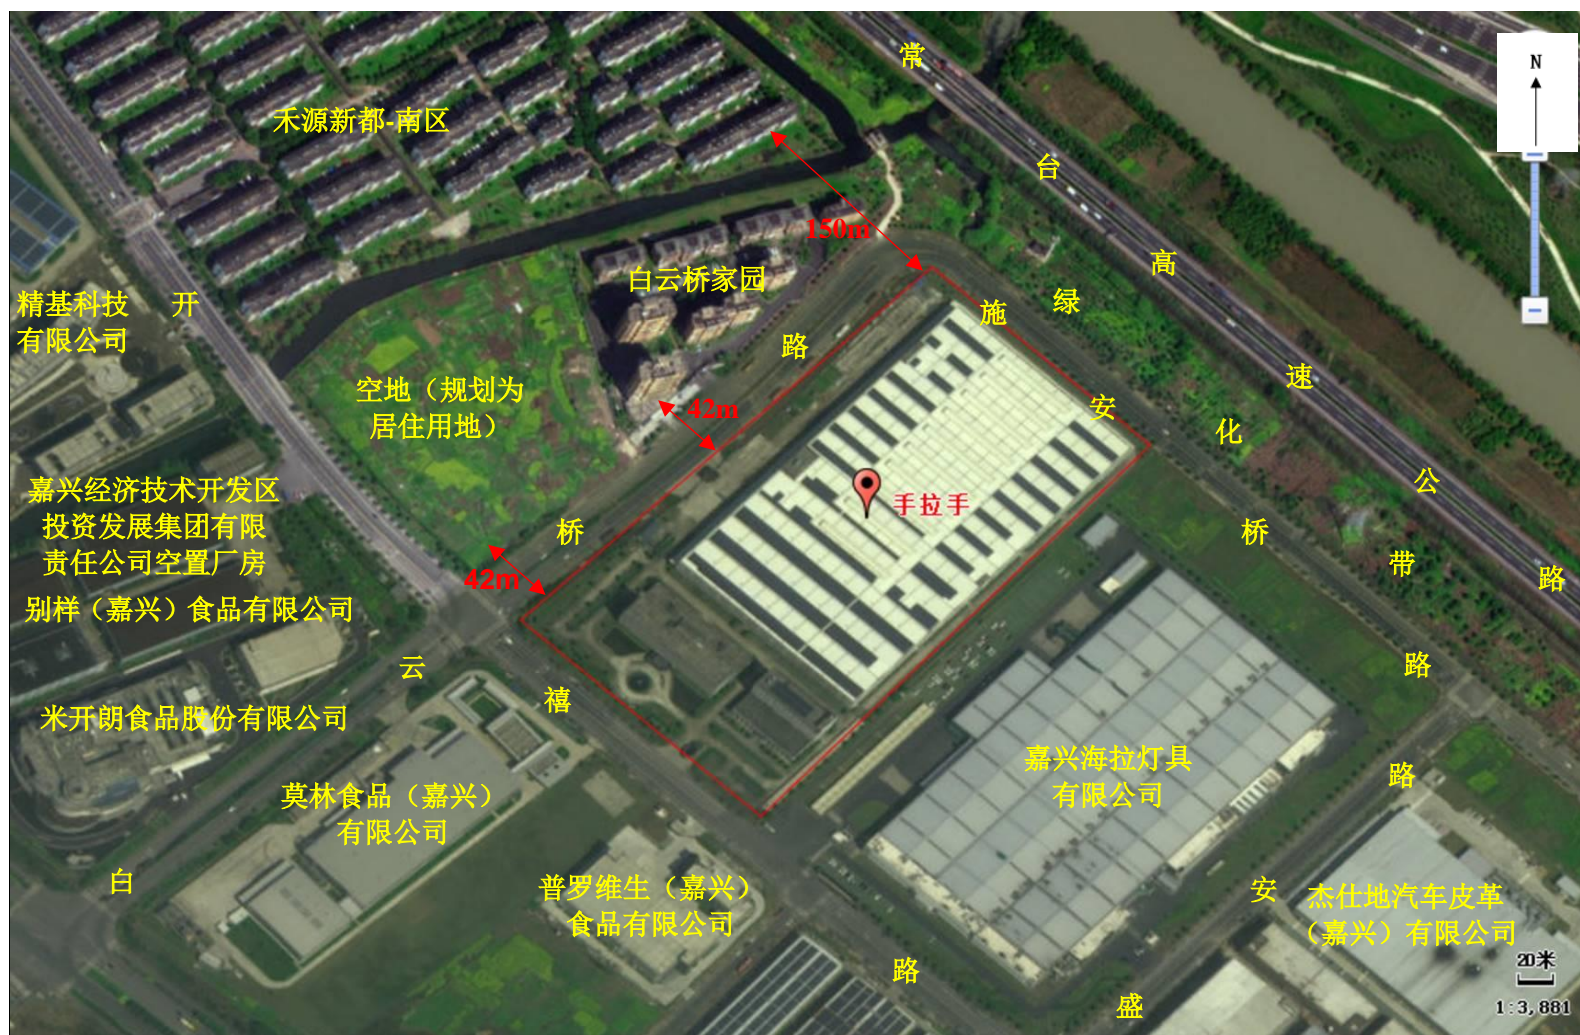 常
N
禾源新都-南区
台
150m
高
白云桥家园
精基科技
有限公司
开
施
绿
路
速
空地（规划为
居住用地）
42m
安
化
公
嘉兴经济技术开发区
投资发展集团有限
责任公司空置厂房
手拉手
桥
桥
带
路
42m
别样（嘉兴）食品有限公司
云
路
禧
米开朗食品股份有限公司
嘉兴海拉灯具
有限公司
路
莫林食品（嘉兴）
有限公司
白
普罗维生（嘉兴）
食品有限公司
安
杰仕地汽车皮革
（嘉兴）有限公司
路
20米
盛
1:3,881